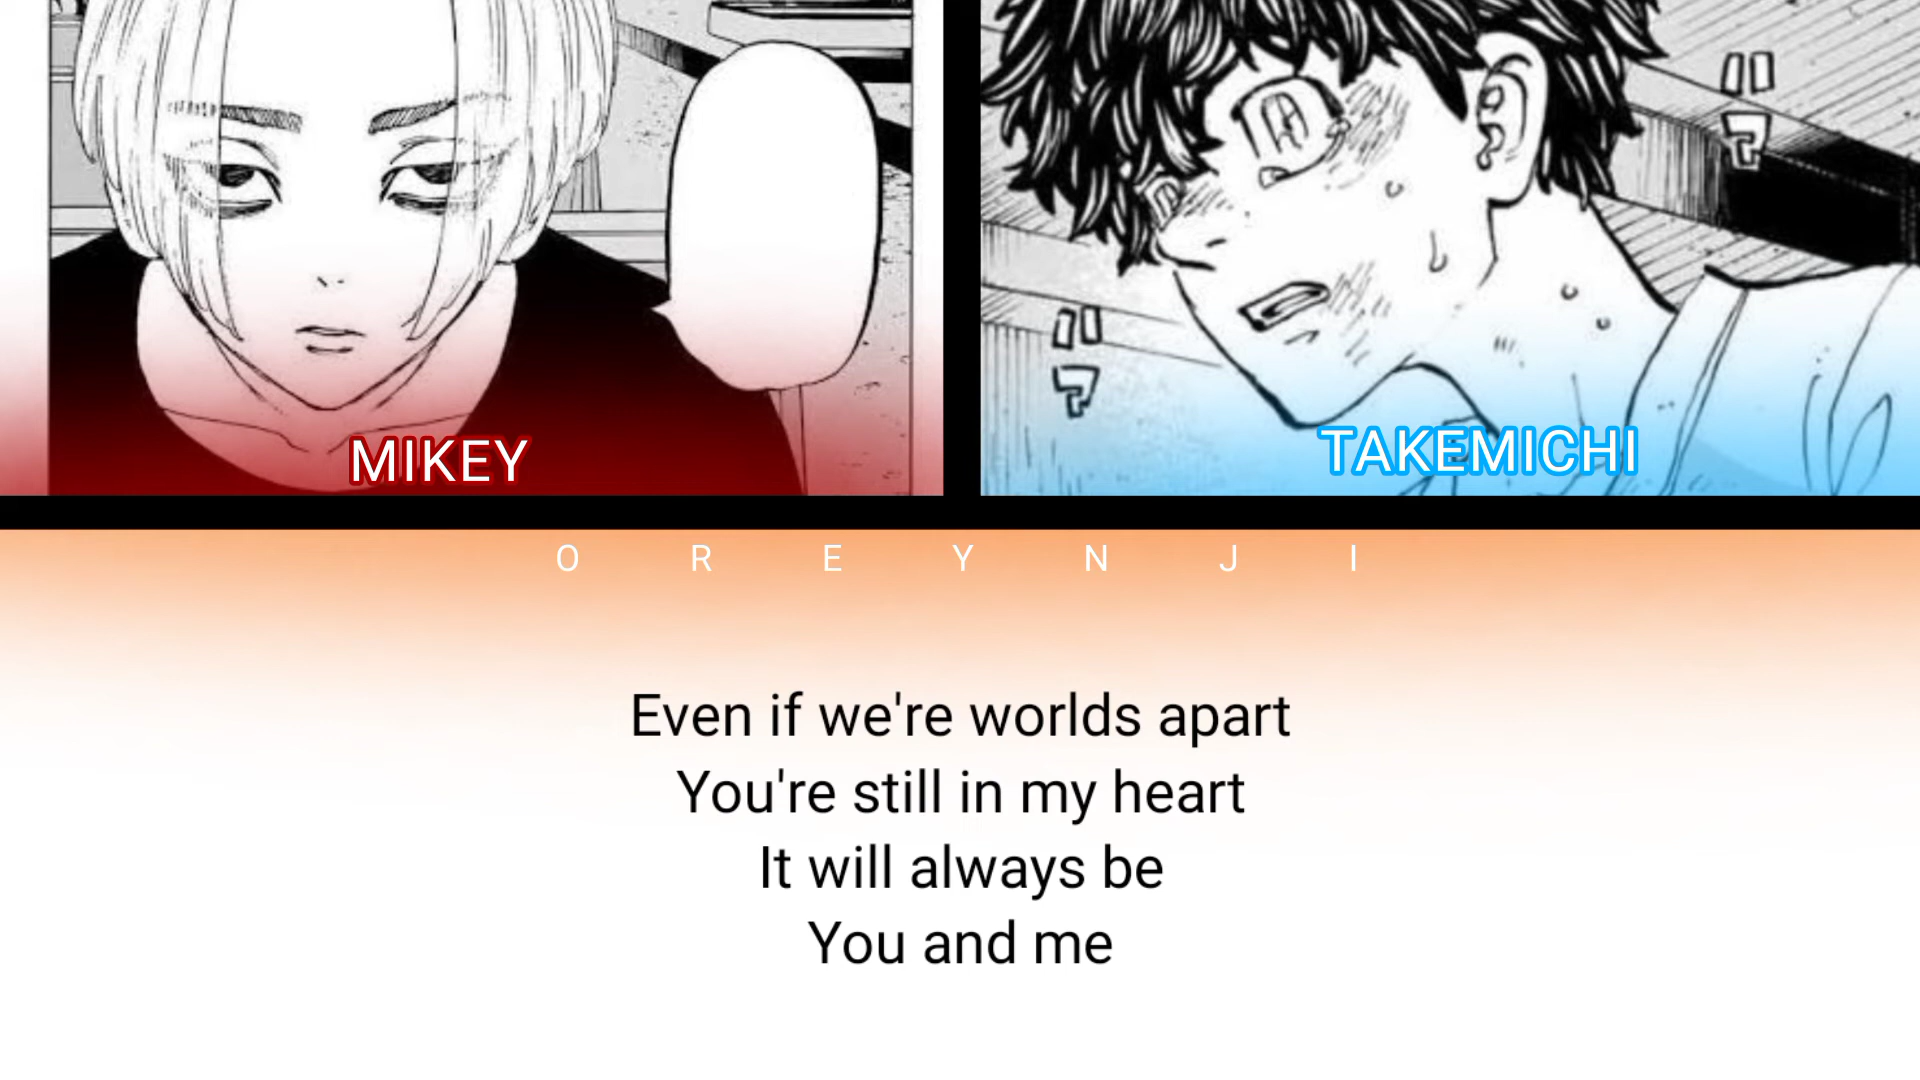 MIKEY
TAKEMICHI
O R E Y N J I
Even if we're worlds apart
You're still in my heart
It will always be
You and me